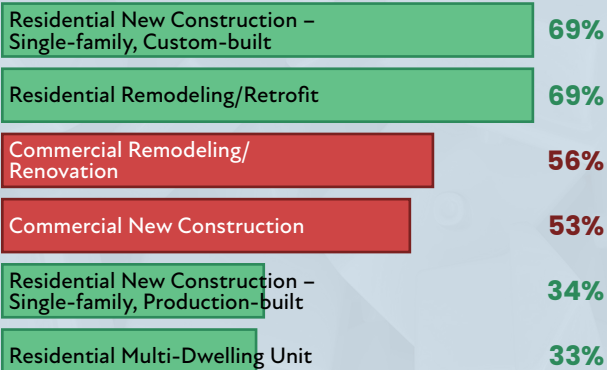 Residential New Construction –
Single-family, Custom-built
69%
Residential Remodeling/Retrofit
69%
Commercial Remodeling/
Renovation
56%
Commercial New Construction
53%
Residential New Construction –
Single-family, Production-built
34%
Residential Multi-Dwelling Unit
33%